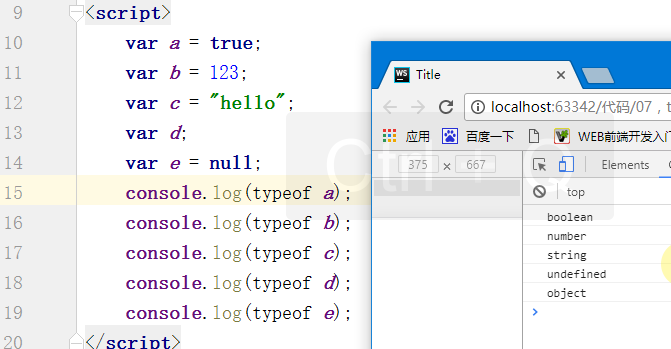 9 <script>
10 var a = true;
11 var b = 123;
12 var c = "hello";
13 var d;
14 var e = null;
15 console.log(typeof a);
16 console.log(typeof b);
17 console.log(typeof c);
18 console.log(typeof d);
19 console.log(typeof e);
20 </script>
Ctrl + Q
WS Title
localhost:63342/代码/07, t
应用 百度一下 WEB前端开发入门
375 × 667
Elements
top
boolean
number
string
undefined
object